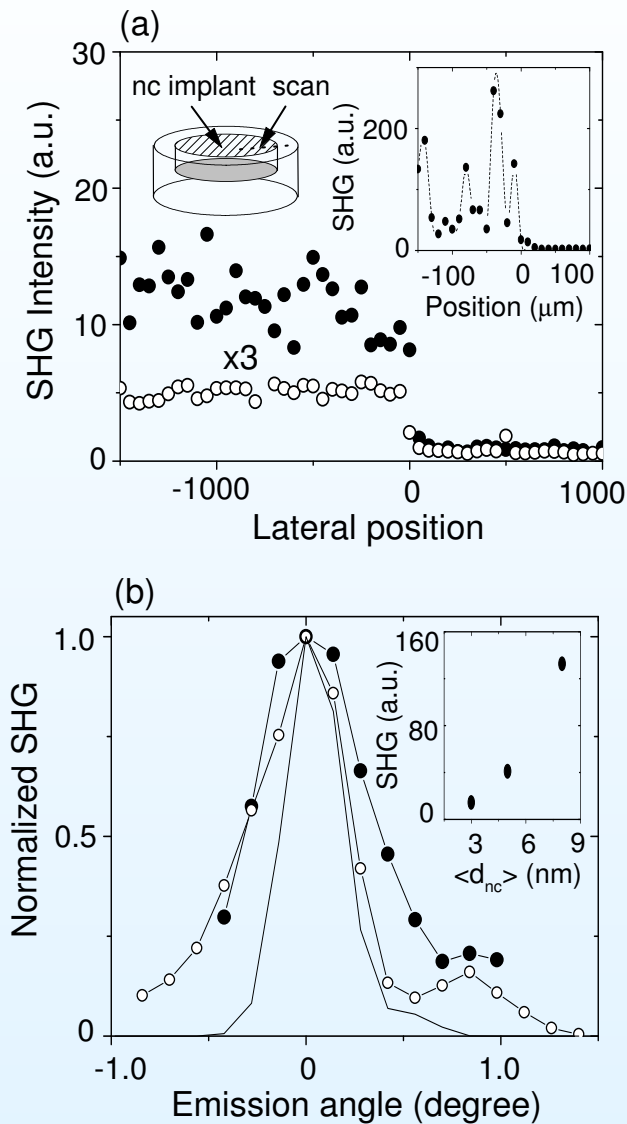 (a)
30
20
10
0
SHG Intensity (a.u.)
nc implant scan
x3
-1000 0 1000
Lateral position
200
0
SHG (a.u.)
-100 0 100
Position (μm)
(b)
1.0
0.5
0
Normalized SHG
-1.0 0 1.0
Emission angle (degree)
160
80
0
SHG (a.u.)
3 6 9
<d_nc> (nm)